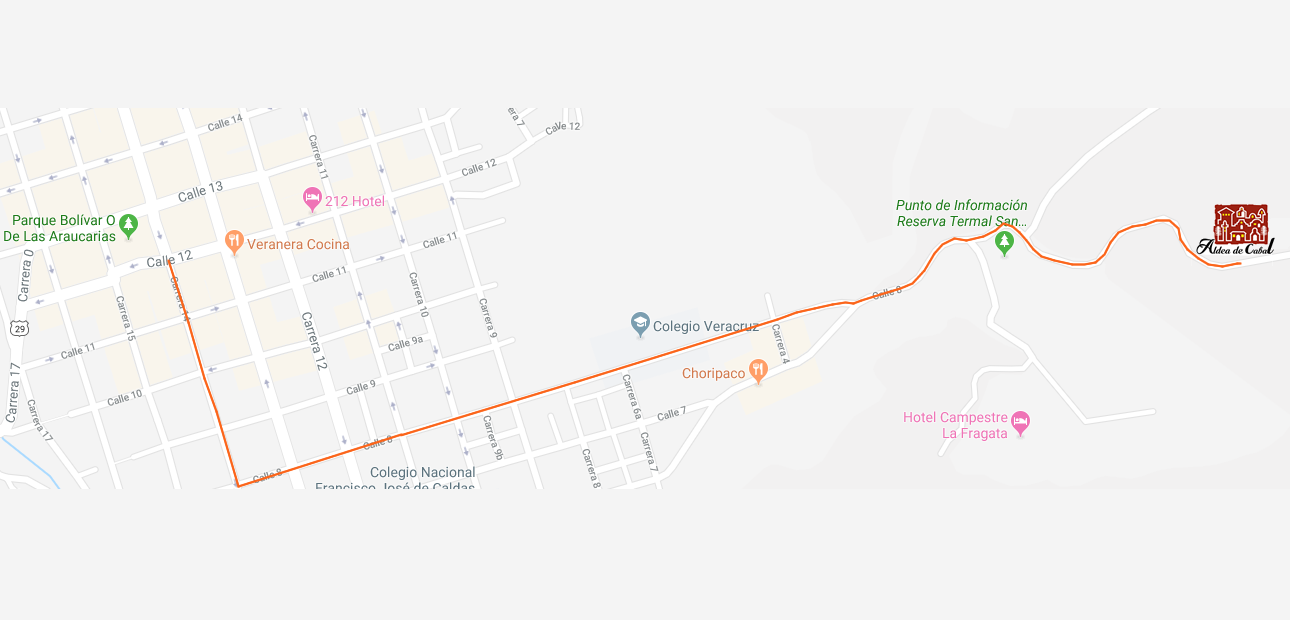 Calle 14
era 7
Calle 12
Carrera 11
Calle 12
Calle 13
212 Hotel
Parque Bolívar O
De Las Araucarias
Punto de Información
Reserva Termal San...
Veranera Cocina
Calle 11
Aldea de Cabal
Calle 12
Carrera 0
Calle 11
Carrera 14
Carrera 10
Calle 8
Carrera 15
Carrera 9
29
Colegio Veracruz
Carrera 12
Carrera 4
Calle 9a
Calle 11
Choripaco
Carrera 17
Calle 9
Calle 10
Carrera 6a
Carrera 17
Calle 7
Hotel Campestre
La Fragata
Carrera 9b
Calle 8
Carrera 7
Calle 8
Carrera 8
Colegio Nacional
Francisco José de Caldas